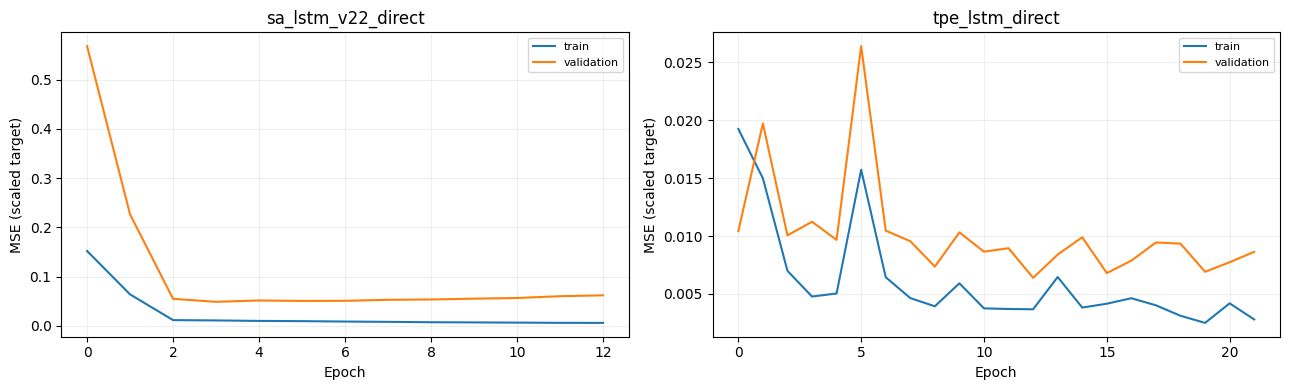 sa_lstm_v22_direct
train
validation
MSE (scaled target)
0.5
0.4
0.3
0.2
0.1
0.0
0 2 4 6 8 10 12
Epoch
tpe_lstm_direct
train
validation
MSE (scaled target)
0.025
0.020
0.015
0.010
0.005
0 5 10 15 20
Epoch